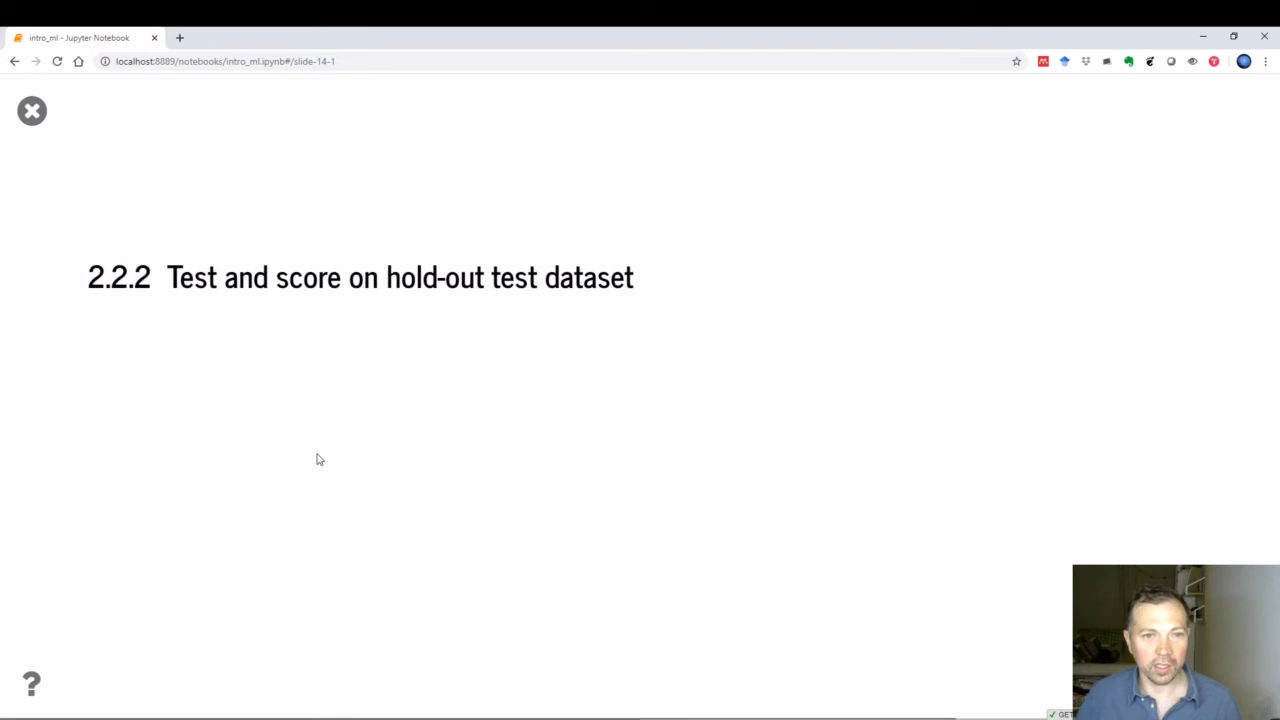 intro_ml - Jupyter Notebook
localhost:8889/notebooks/intro_ml.ipynb#/slide-14-1
2.2.2 Test and score on hold-out test dataset
?
✓ GET